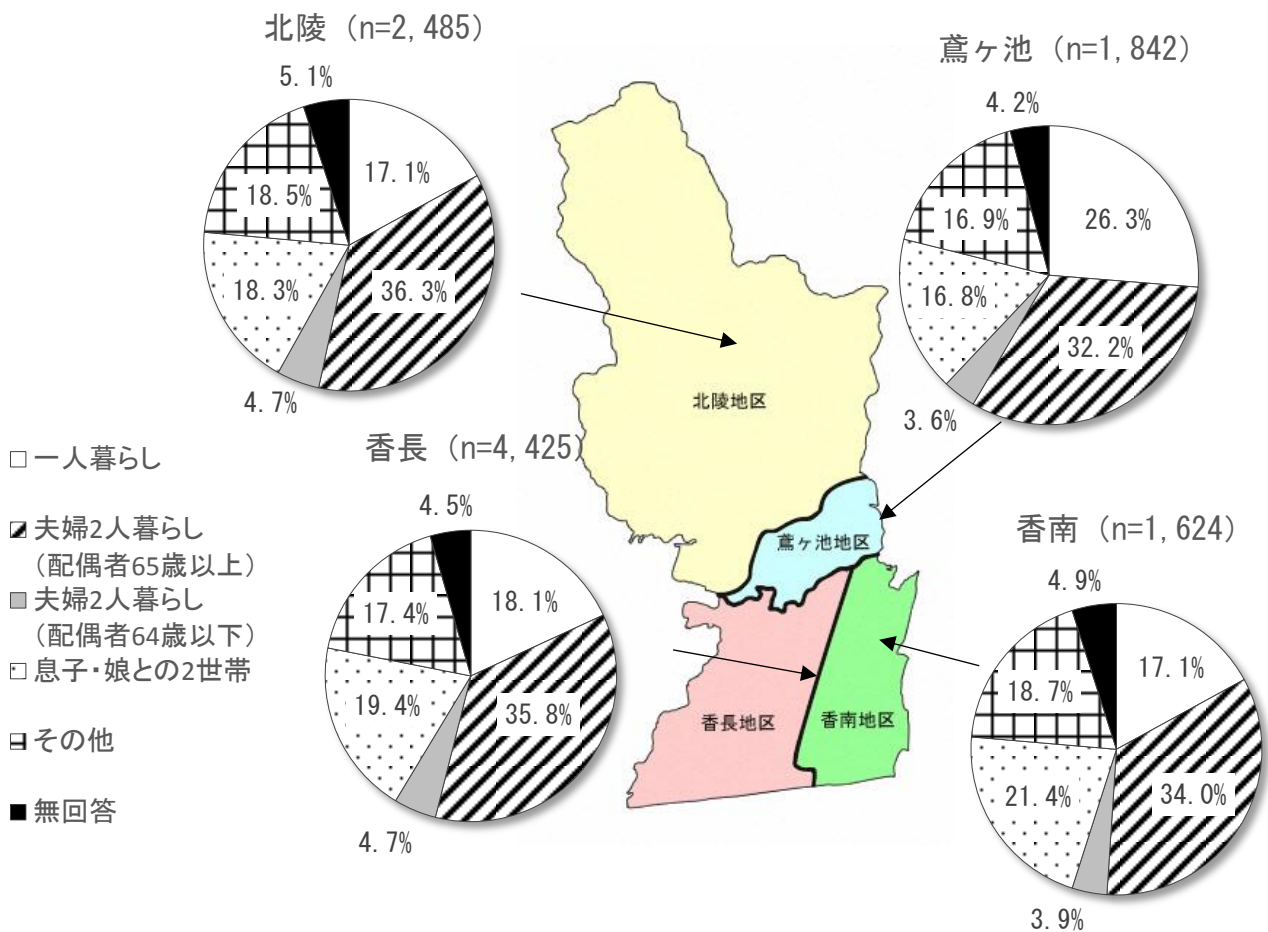 北陵 (n=2,485)
5.1%
17.1%
18.5%
18.3%
36.3%
4.7%
鳶ヶ池 (n=1,842)
4.2%
26.3%
16.9%
16.8%
32.2%
3.6%
北陵地区
鳶ヶ池地区
香長地区
香南地区
香長 (n=4,425)
4.5%
18.1%
17.4%
19.4%
35.8%
4.7%
香南 (n=1,624)
4.9%
17.1%
18.7%
21.4%
34.0%
3.9%
一人暮らし
夫婦2人暮らし
(配偶者65歳以上)
夫婦2人暮らし
(配偶者64歳以下)
息子・娘との2世帯
その他
無回答